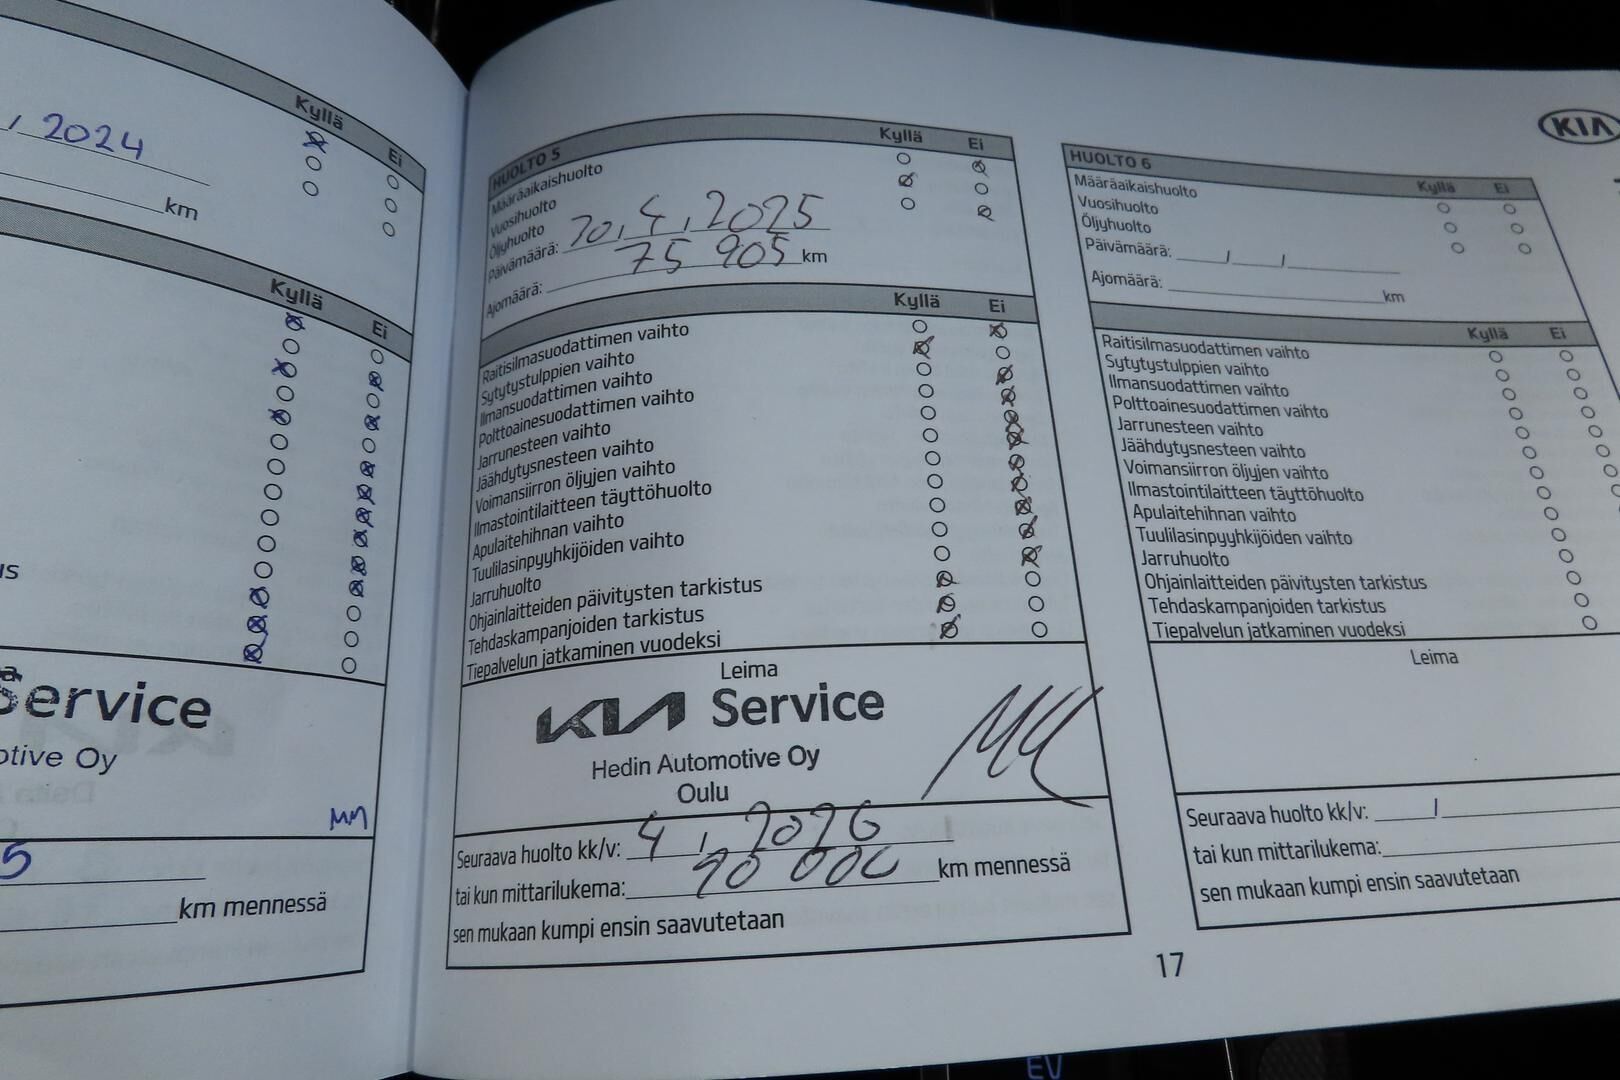 Kyllä Ei
, 2024
km
Kyllä Ei
us
Service
otive Oy
MM
5
km mennessä
HUOLTO 5 Kyllä Ei
Määräaikaishuolto
Vuosihuolto
Öljyhuolto
Päivämäärä: 4, 2025
Ajomäärä: 75 905 km
Kyllä Ei
Raitisilmasuodattimen vaihto
Sytytystulppien vaihto
Ilmansuodattimen vaihto
Polttoainesuodattimen vaihto
Jarrunesteen vaihto
Jäähdytysnesteen vaihto
Voimansiirron öljyjen vaihto
Ilmastointilaitteen täyttöhuolto
Apulaitehihnan vaihto
Tuulilasinpyyhkijöiden vaihto
Jarruhuolto
Ohjainlaitteiden päivitysten tarkistus
Tehdaskampanjoiden tarkistus
Tiepalvelun jatkaminen vuodeksi
Leima
KIA Service
Hedin Automotive Oy
Oulu
Seuraava huolto kk/v: 4, 2026
tai kun mittarilukema: 90 000 km mennessä
sen mukaan kumpi ensin saavutetaan
KIA
HUOLTO 6 Kyllä Ei
Määräaikaishuolto
Vuosihuolto
Öljyhuolto
Päivämäärä: / /
Ajomäärä: km
Kyllä Ei
Raitisilmasuodattimen vaihto
Sytytystulppien vaihto
Ilmansuodattimen vaihto
Polttoainesuodattimen vaihto
Jarrunesteen vaihto
Jäähdytysnesteen vaihto
Voimansiirron öljyjen vaihto
Ilmastointilaitteen täyttöhuolto
Apulaitehihnan vaihto
Tuulilasinpyyhkijöiden vaihto
Jarruhuolto
Ohjainlaitteiden päivitysten tarkistus
Tehdaskampanjoiden tarkistus
Tiepalvelun jatkaminen vuodeksi
Leima
Seuraava huolto kk/v: /
tai kun mittarilukema:
sen mukaan kumpi ensin saavutetaan
17
EV